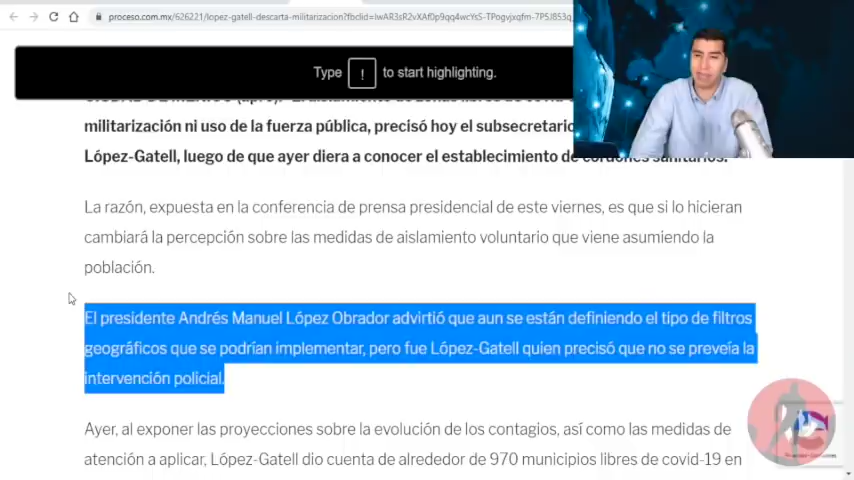 proceso.com.mx/626221/lopez-gatell-descarta-militarizacion?fbclid=IwAR3sR2vXAf0p9qq4wcYsS-TPogvjxqfm-7P5J853q
Type ! to start highlighting.
militarización ni uso de la fuerza pública, precisó hoy el subsecretario
López-Gatell, luego de que ayer diera a conocer el establecimiento de cordones sanitarios.
La razón, expuesta en la conferencia de prensa presidencial de este viernes, es que si lo hicieran
cambiará la percepción sobre las medidas de aislamiento voluntario que viene asumiendo la
población.
El presidente Andrés Manuel López Obrador advirtió que aun se están definiendo el tipo de filtros
geográficos que se podrían implementar, pero fue López-Gatell quien precisó que no se preveía la
intervención policial.
Ayer, al exponer las proyecciones sobre la evolución de los contagios, así como las medidas de
atención a aplicar, López-Gatell dio cuenta de alrededor de 970 municipios libres de covid-19 en